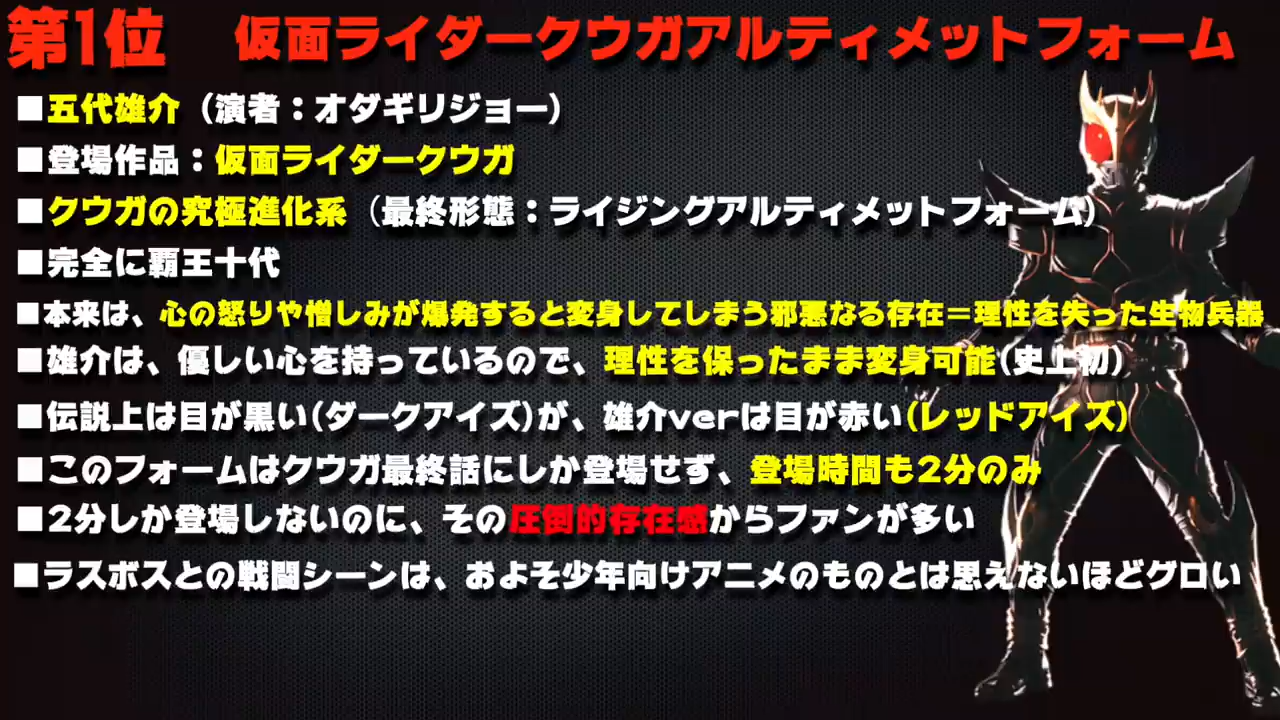 第1位 仮面ライダークウガアルティメットフォーム
■五代雄介（演者：オダギリジョー）
■登場作品：仮面ライダークウガ
■クウガの究極進化系（最終形態：ライジングアルティメットフォーム）
■完全に覇王十代
■本来は、心の怒りや憎しみが爆発すると変身してしまう邪悪なる存在＝理性を失った生物兵器
■雄介は、優しい心を持っているので、理性を保ったまま変身可能(史上初)
■伝説上は目が黒い(ダークアイズ)が、雄介verは目が赤い(レッドアイズ)
■このフォームはクウガ最終話にしか登場せず、登場時間も2分のみ
■2分しか登場しないのに、その圧倒的存在感からファンが多い
■ラスボスとの戦闘シーンは、およそ少年向けアニメのものとは思えないほどグロい